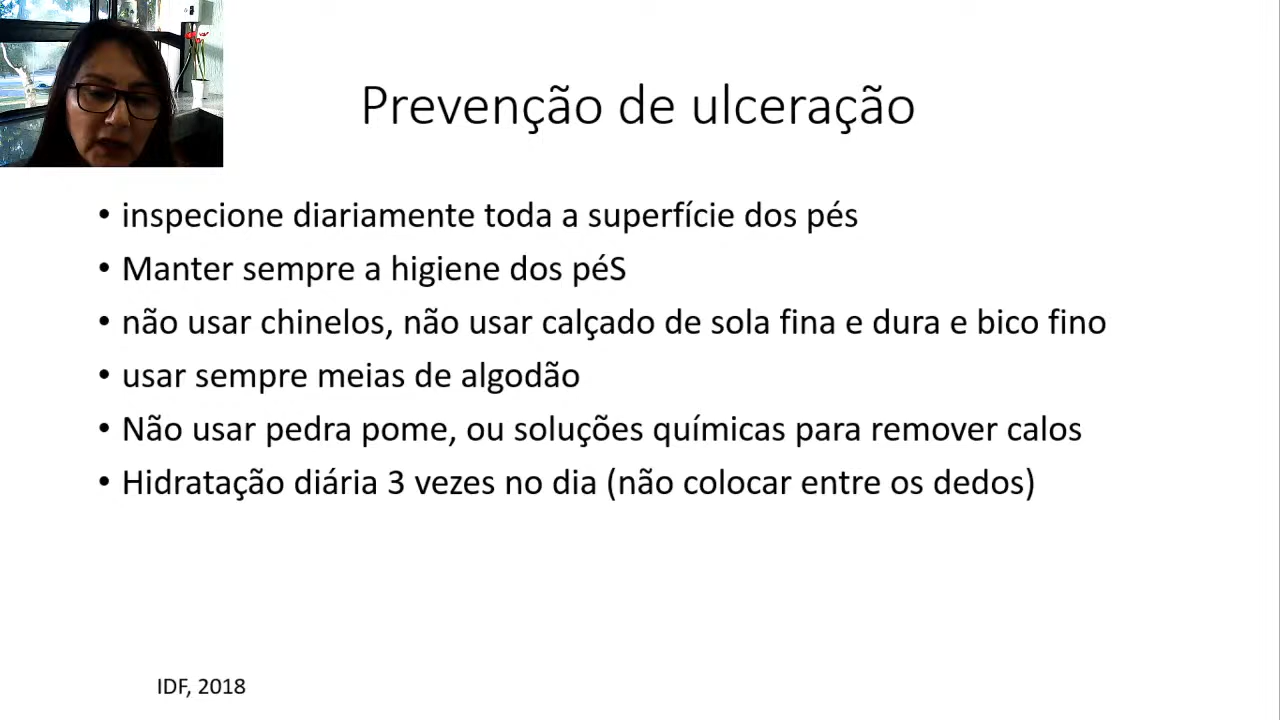 Prevenção de ulceração
• inspecione diariamente toda a superfície dos pés
• Manter sempre a higiene dos péS
• não usar chinelos, não usar calçado de sola fina e dura e bico fino
• usar sempre meias de algodão
• Não usar pedra pome, ou soluções químicas para remover calos
• Hidratação diária 3 vezes no dia (não colocar entre os dedos)
IDF, 2018